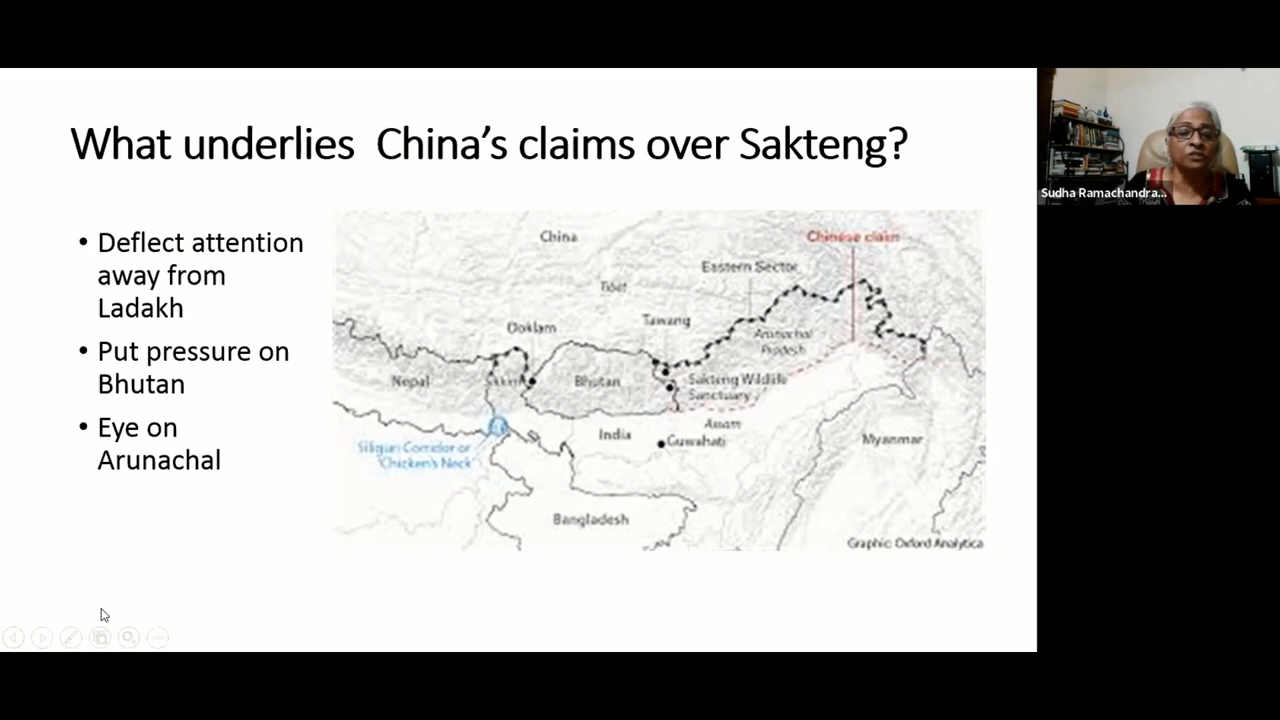 What underlies China's claims over Sakteng?
• Deflect attention
away from
Ladakh
• Put pressure on
Bhutan
• Eye on
Arunachal
China
Chinese claim
Eastern Sector
Tibet
Doklam
Tawang
Arunachal
Pradesh
Nepal
Sikkim
Bhutan
Sakteng Wildlife
Sanctuary
Assam
India
Guwahati
Myanmar
Siliguri Corridor or
'Chicken's Neck'
Bangladesh
Graphic: Oxford Analytica
Sudha Ramachandra...